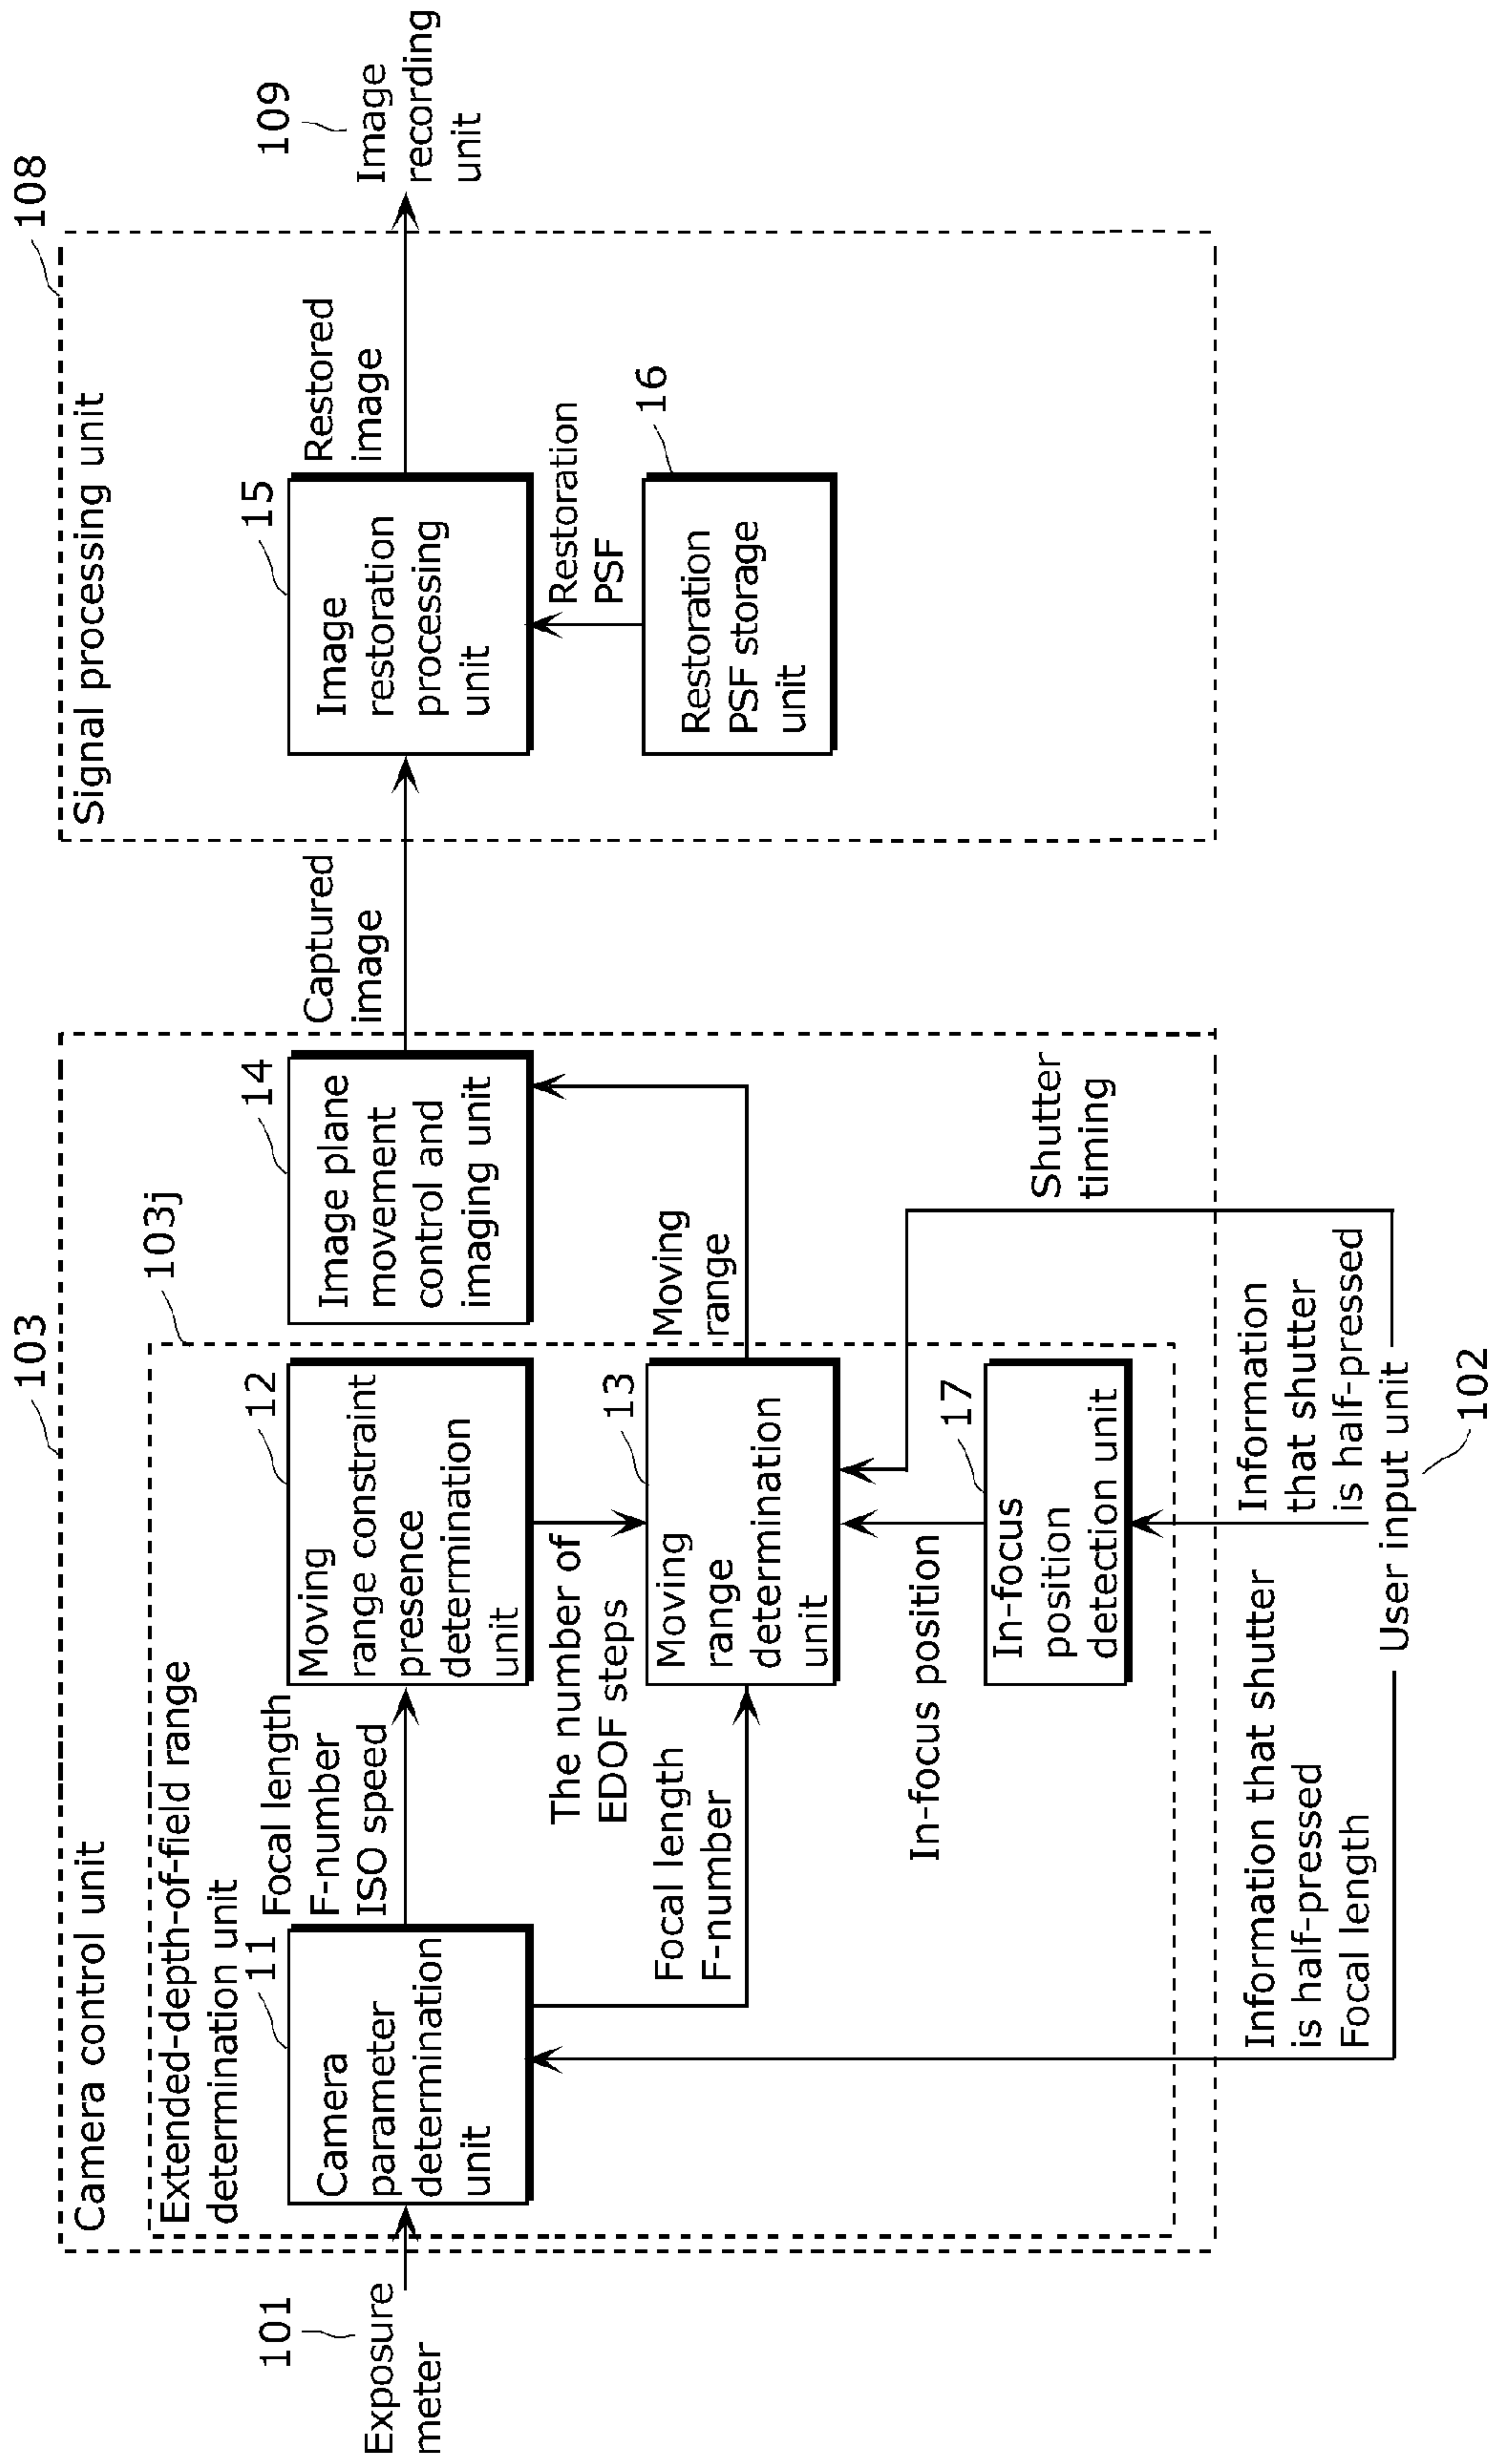 103
Camera control unit
103j
Extended-depth-of-field range
determination unit
101
Exposure
meter
11
Camera
parameter
determination
unit
Focal length
F-number
ISO speed
12
Moving
range constraint
presence
determination
unit
14
Image plane
movement
control and
imaging unit
The number of
EDOF steps
Focal length
F-number
13
Moving
range
determination
unit
Moving
range
In-focus position
17
In-focus
position
detection unit
Shutter
timing
Information that shutter
is half-pressed
Focal length
Information
that shutter
is half-pressed
User input unit
102
Captured
image
108
Signal processing unit
15
Image
restoration
processing
unit
Restored
image
Restoration
PSF
16
Restoration
PSF storage
unit
109
Image
recording
unit